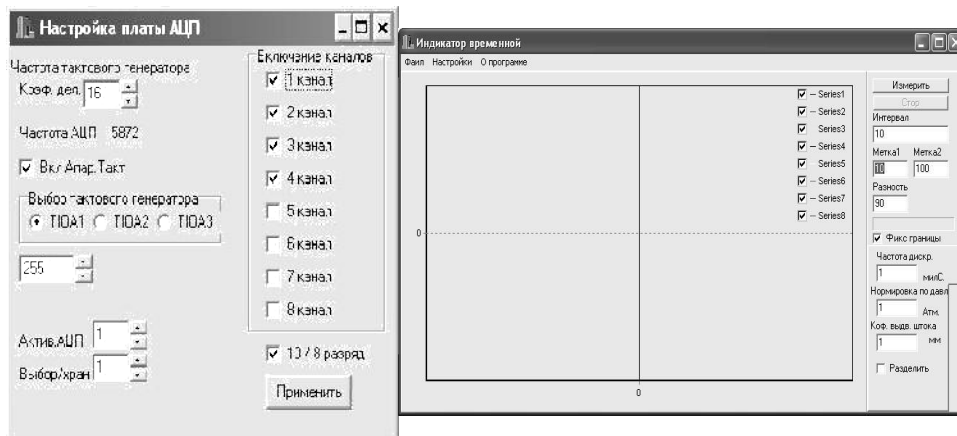 Настройка платы АЦП
Частота тактового генератора
Коэф. дел. 16
Частота АЦП 5872
Вкл Апар.Такт
Выбор тактового генератора
TIOA1 TIOA2 TIOA3
255
Актив.АЦП 1
Выбор/хран 1
Включение каналов
1 канал
2 канал
3 канал
4 канал
5 канал
6 канал
7 канал
8 канал
10 / 8 разряд
Применить
Индикатор временной
Файл Настройки О программе
Series1
Series2
Series3
Series4
Series5
Series6
Series7
Series8
0
0
Измерить
Стор
Интервал
10
Метка1 Метка2
10 100
Разность
90
Фикс границы
Частота дискр.
1 милС.
Нормировка по давл
1 Атм.
Коф. выдв. штока
1 мм
Разделить